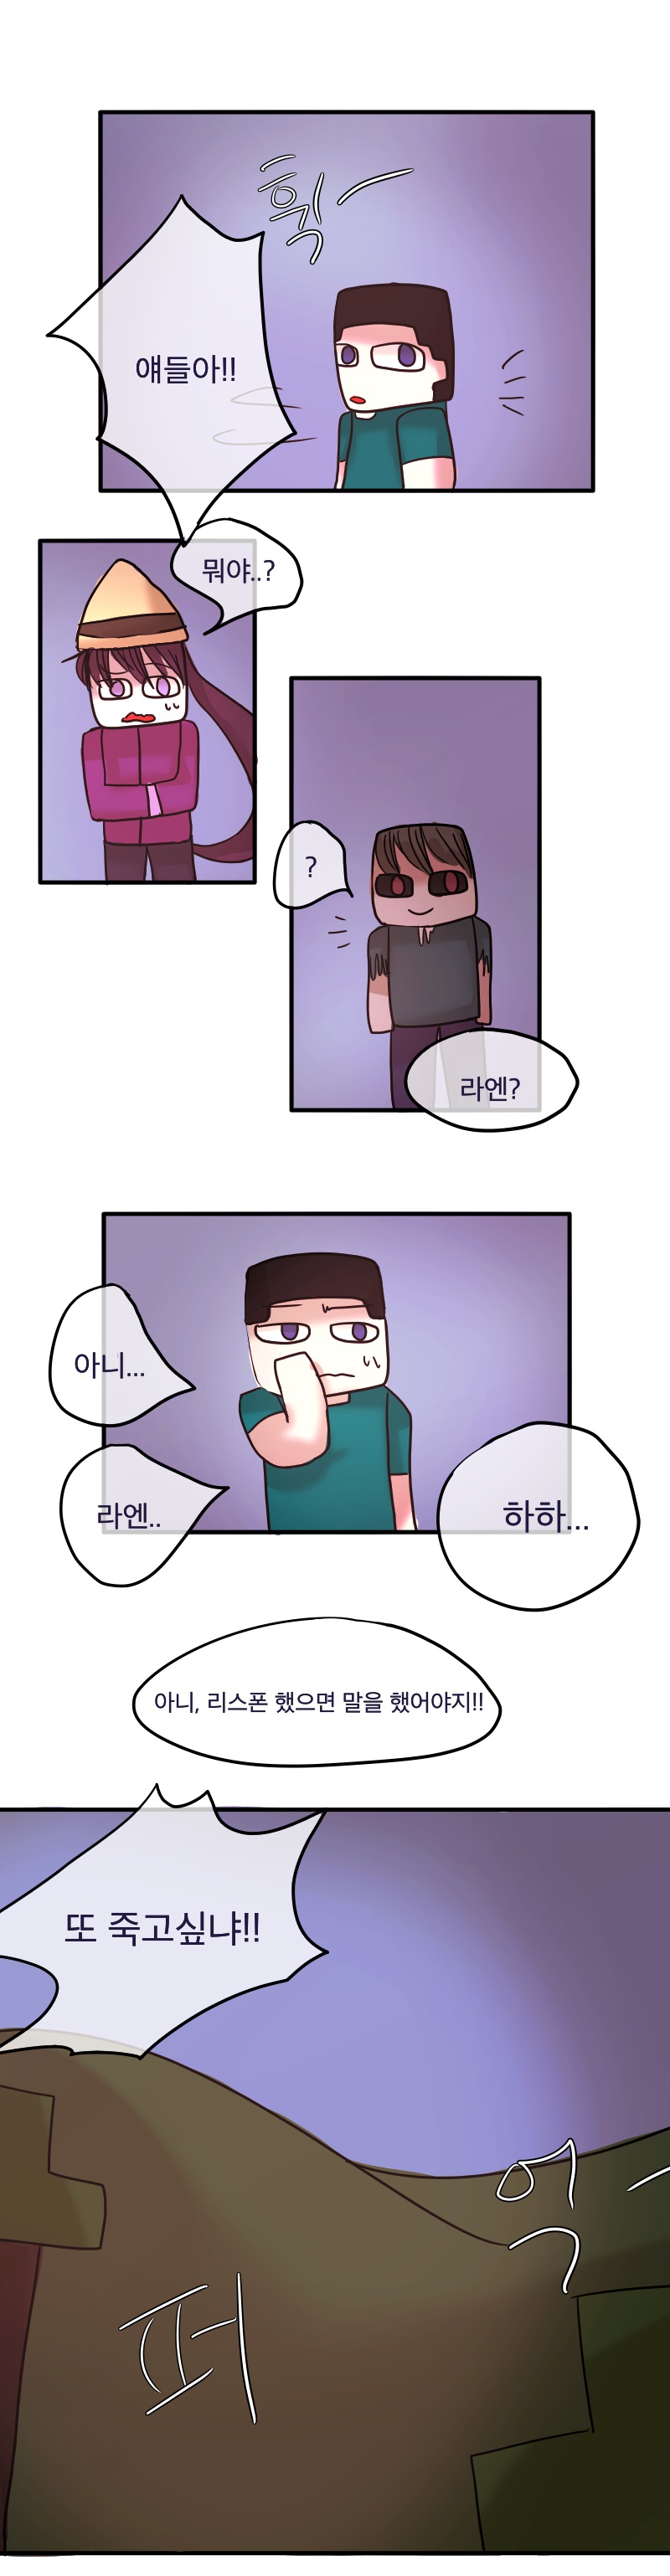 휙
얘들아!!
뭐야..?
?
라엔?
아니...
라엔..
하하...
아니, 리스폰 했으면 말을 했어야지!!
또 죽고싶냐!!
퍼
억